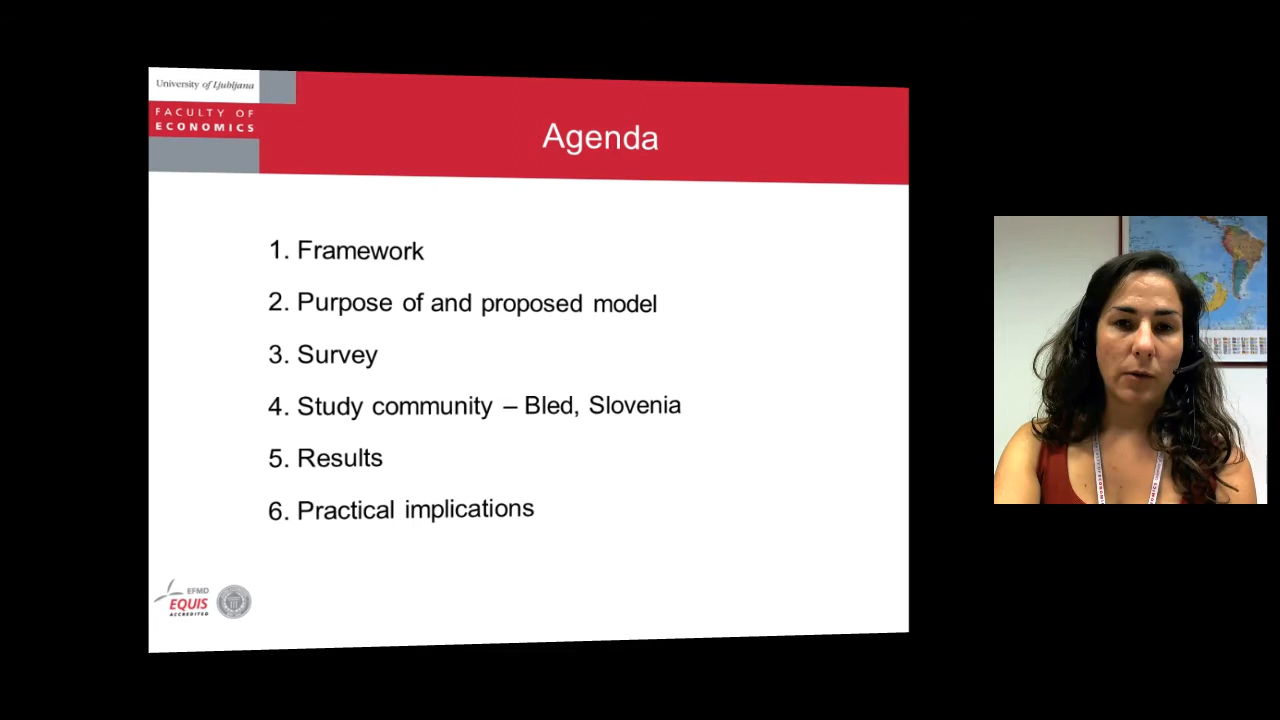 University of Ljubljana
FACULTY OF
ECONOMICS
Agenda
1. Framework
2. Purpose of and proposed model
3. Survey
4. Study community – Bled, Slovenia
5. Results
6. Practical implications
EFMD
EQUIS
ACCREDITED